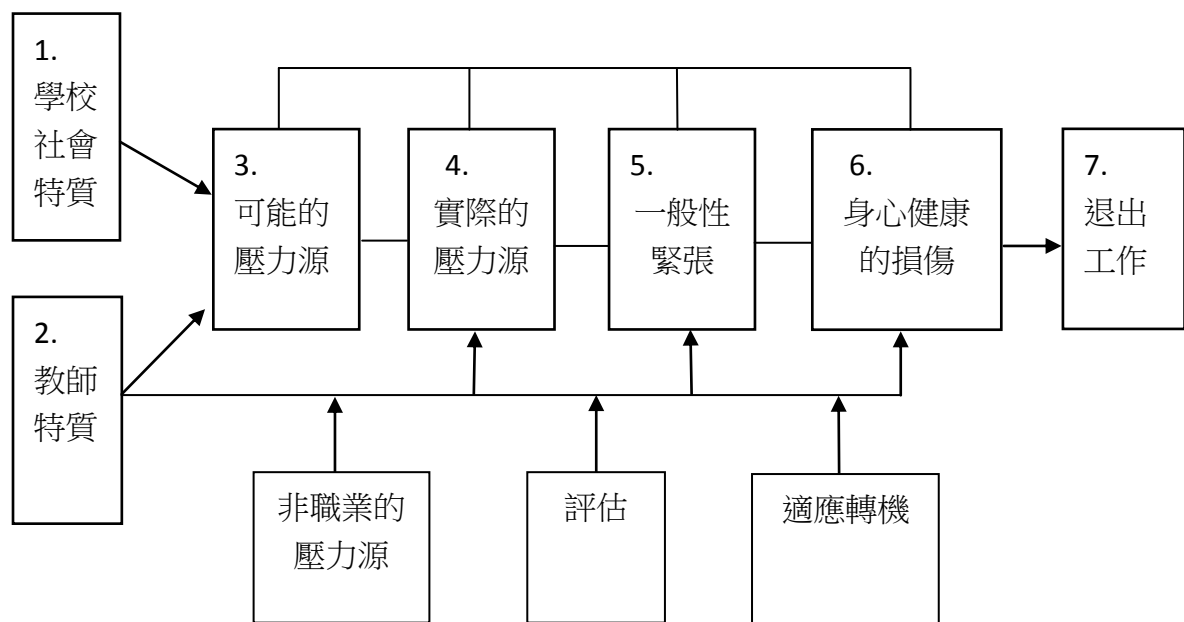 1.
學校
社會
特質
2.
教師
特質
3.
可能的
壓力源
4.
實際的
壓力源
5.
一般性
緊張
6.
身心健康
的損傷
7.
退出
工作
非職業的
壓力源
評估
適應轉機